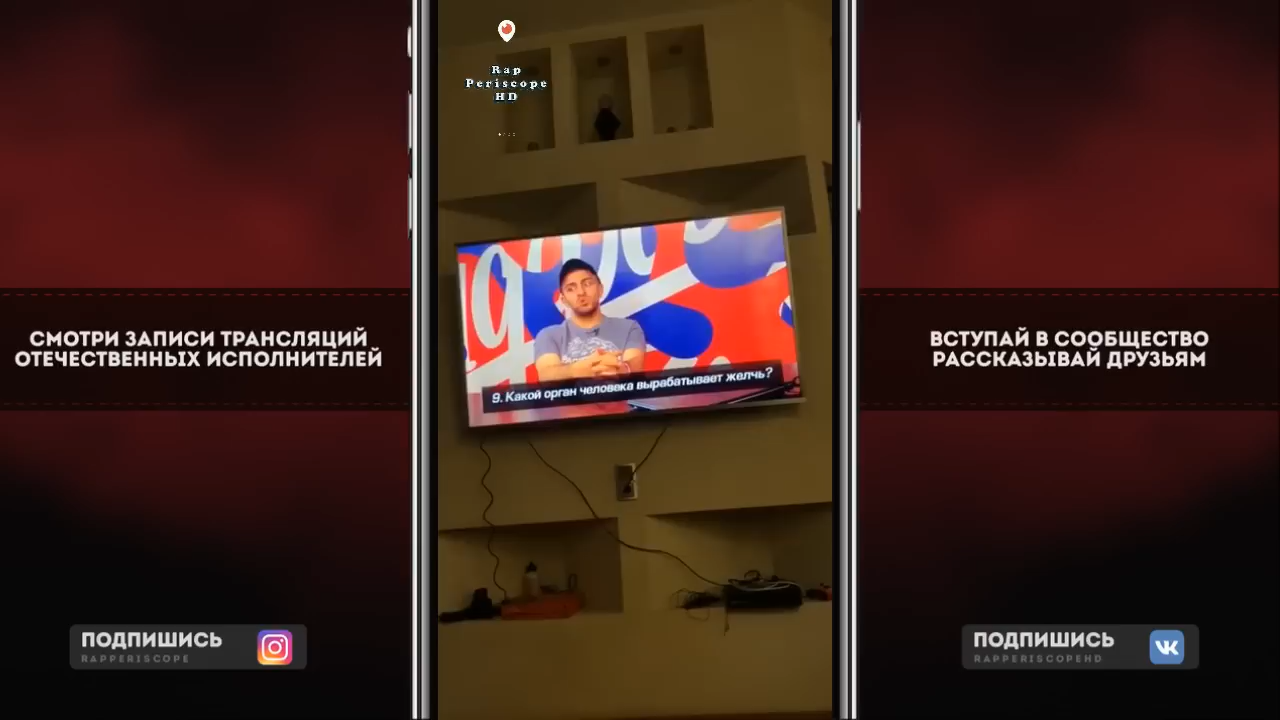 Rap
Periscope
HD
СМОТРИ ЗАПИСИ ТРАНСЛЯЦИЙ
ОТЕЧЕСТВЕННЫХ ИСПОЛНИТЕЛЕЙ
ВСТУПАЙ В СООБЩЕСТВО
РАССКАЗЫВАЙ ДРУЗЬЯМ
9. Какой орган человека вырабатывает желчь?
ПОДПИШИСЬ
RAPPERISCOPE
ПОДПИШИСЬ
RAPPERISCOPEHD